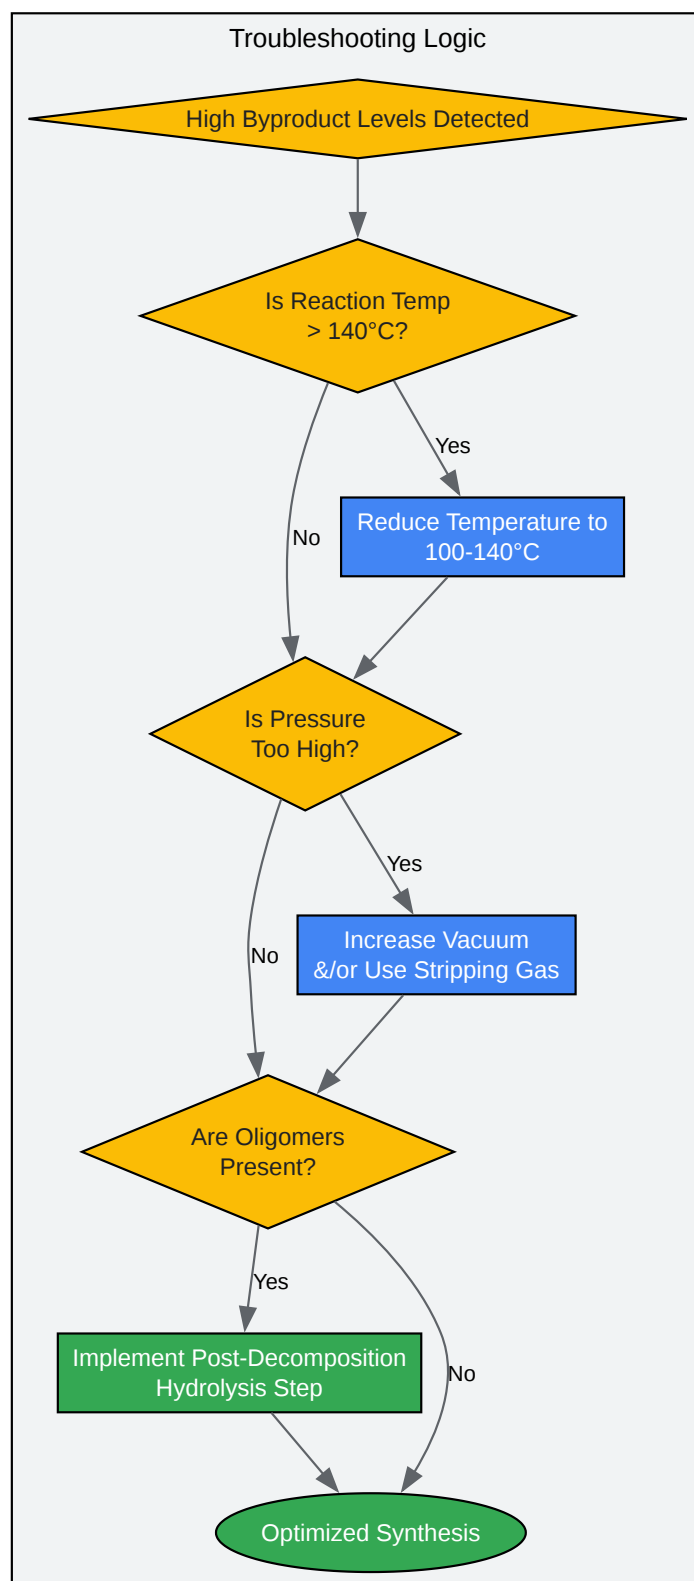 Troubleshooting Logic
High Byproduct Levels Detected
Is Reaction Temp
> 140°C?
Yes
No
Reduce Temperature to
100-140°C
Is Pressure
Too High?
Yes
No
Increase Vacuum
&/or Use Stripping Gas
Are Oligomers
Present?
Yes
Implement Post-Decomposition
Hydrolysis Step
No
Optimized Synthesis